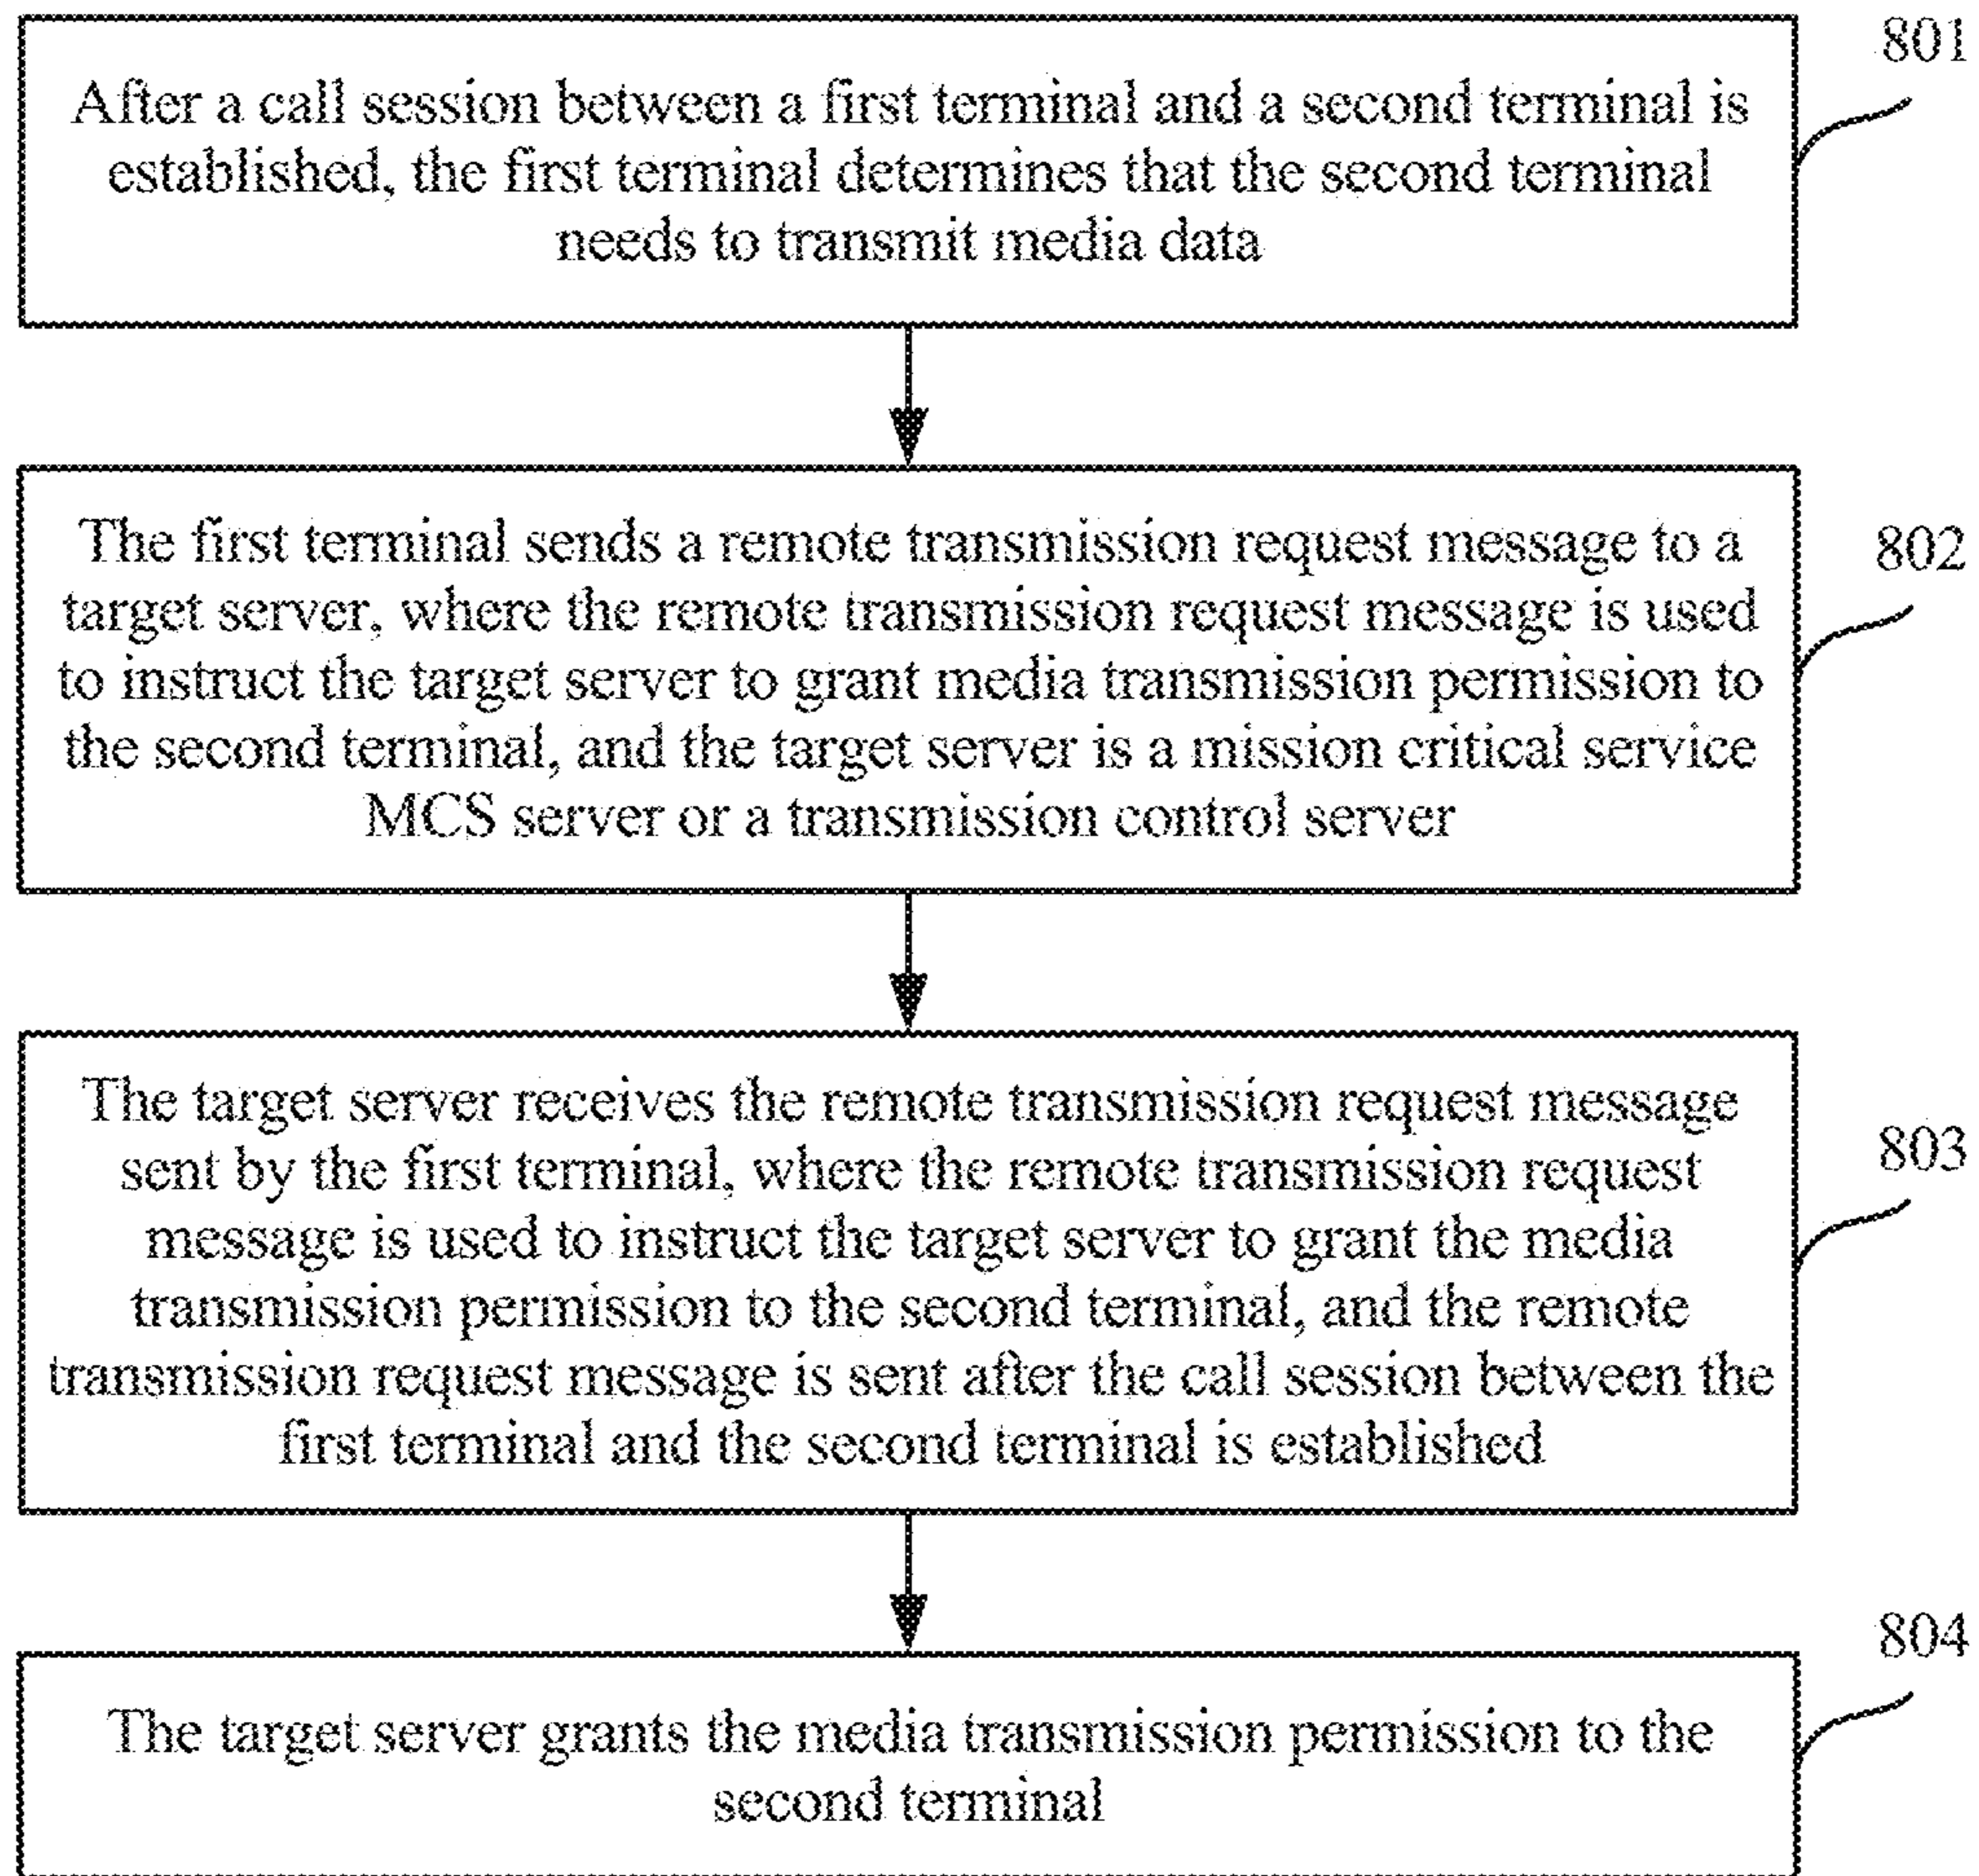 801
After a call session between a first terminal and a second terminal is
established, the first terminal determines that the second terminal
needs to transmit media data
802
The first terminal sends a remote transmission request message to a
target server, where the remote transmission request message is used
to instruct the target server to grant media transmission permission to
the second terminal, and the target server is a mission critical service
MCS server or a transmission control server
803
The target server receives the remote transmission request message
sent by the first terminal, where the remote transmission request
message is used to instruct the target server to grant the media
transmission permission to the second terminal, and the remote
transmission request message is sent after the call session between the
first terminal and the second terminal is established
804
The target server grants the media transmission permission to the
second terminal